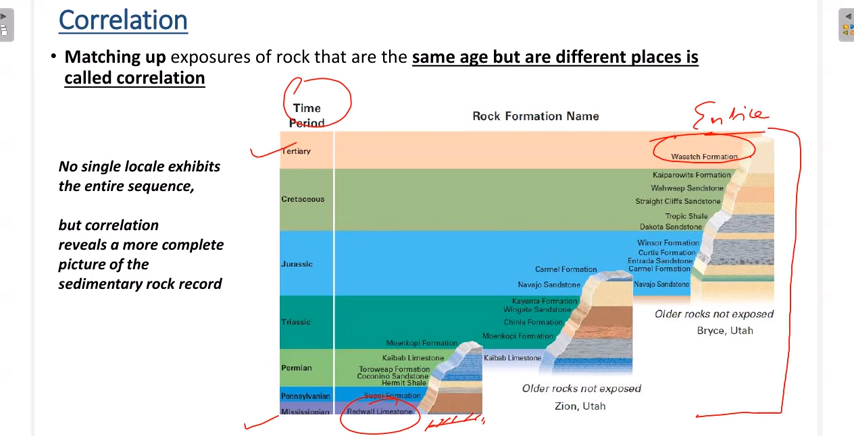 Correlation
• Matching up exposures of rock that are the same age but are different places is
called correlation
Time
Period
Rock Formation Name
Entire
No single locale exhibits
the entire sequence,
but correlation
reveals a more complete
picture of the
sedimentary rock record
Tertiary
Wasatch Formation
Cretaceous
Kaiparowits Formation
Wahweap Sandstone
Straight Cliffs Sandstone
Tropic Shale
Dakota Sandstone
Jurassic
Winsor Formation
Curtis Formation
Entrada Sandstone
Carmel Formation
Navajo Sandstone
Older rocks not exposed
Bryce, Utah
Carmel Formation
Navajo Sandstone
Triassic
Kayenta Formation
Wingate Sandstone
Chinle Formation
Moenkopi Formation
Kaibab Limestone
Older rocks not exposed
Zion, Utah
Moenkopi Formation
Permian
Kaibab Limestone
Toroweap Formation
Coconino Sandstone
Hermit Shale
Pennsylvanian
Supai Formation
Mississippian
Redwall Limestone